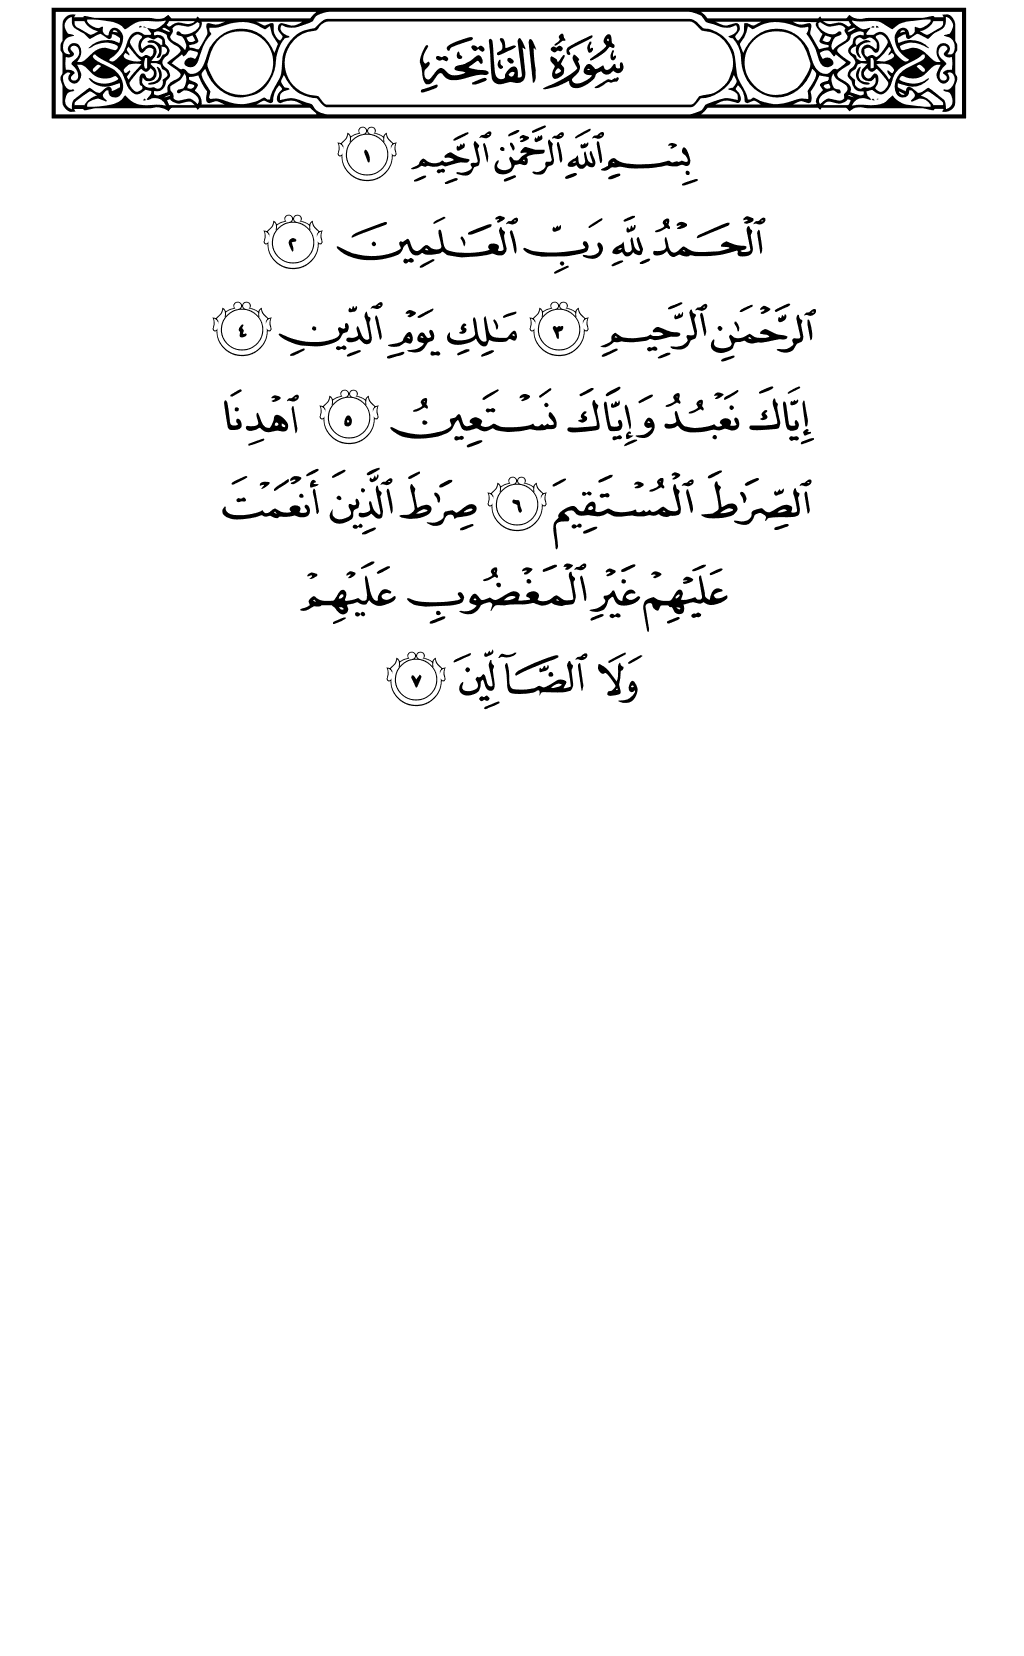 سُورَةُ الفَاتِحَةِ
بِسۡمِ ٱللَّهِ ٱلرَّحۡمَٰنِ ٱلرَّحِيمِ ١
ٱلۡحَمۡدُ لِلَّهِ رَبِّ ٱلۡعَٰلَمِينَ ٢
ٱلرَّحۡمَٰنِ ٱلرَّحِيمِ ٣ مَٰلِكِ يَوۡمِ ٱلدِّينِ ٤
إِيَّاكَ نَعۡبُدُ وَإِيَّاكَ نَسۡتَعِينُ ٥ ٱهۡدِنَا
ٱلصِّرَٰطَ ٱلۡمُسۡتَقِيمَ ٦ صِرَٰطَ ٱلَّذِينَ أَنۡعَمۡتَ
عَلَيۡهِمۡ غَيۡرِ ٱلۡمَغۡضُوبِ عَلَيۡهِمۡ
وَلَا ٱلضَّآلِّينَ ٧